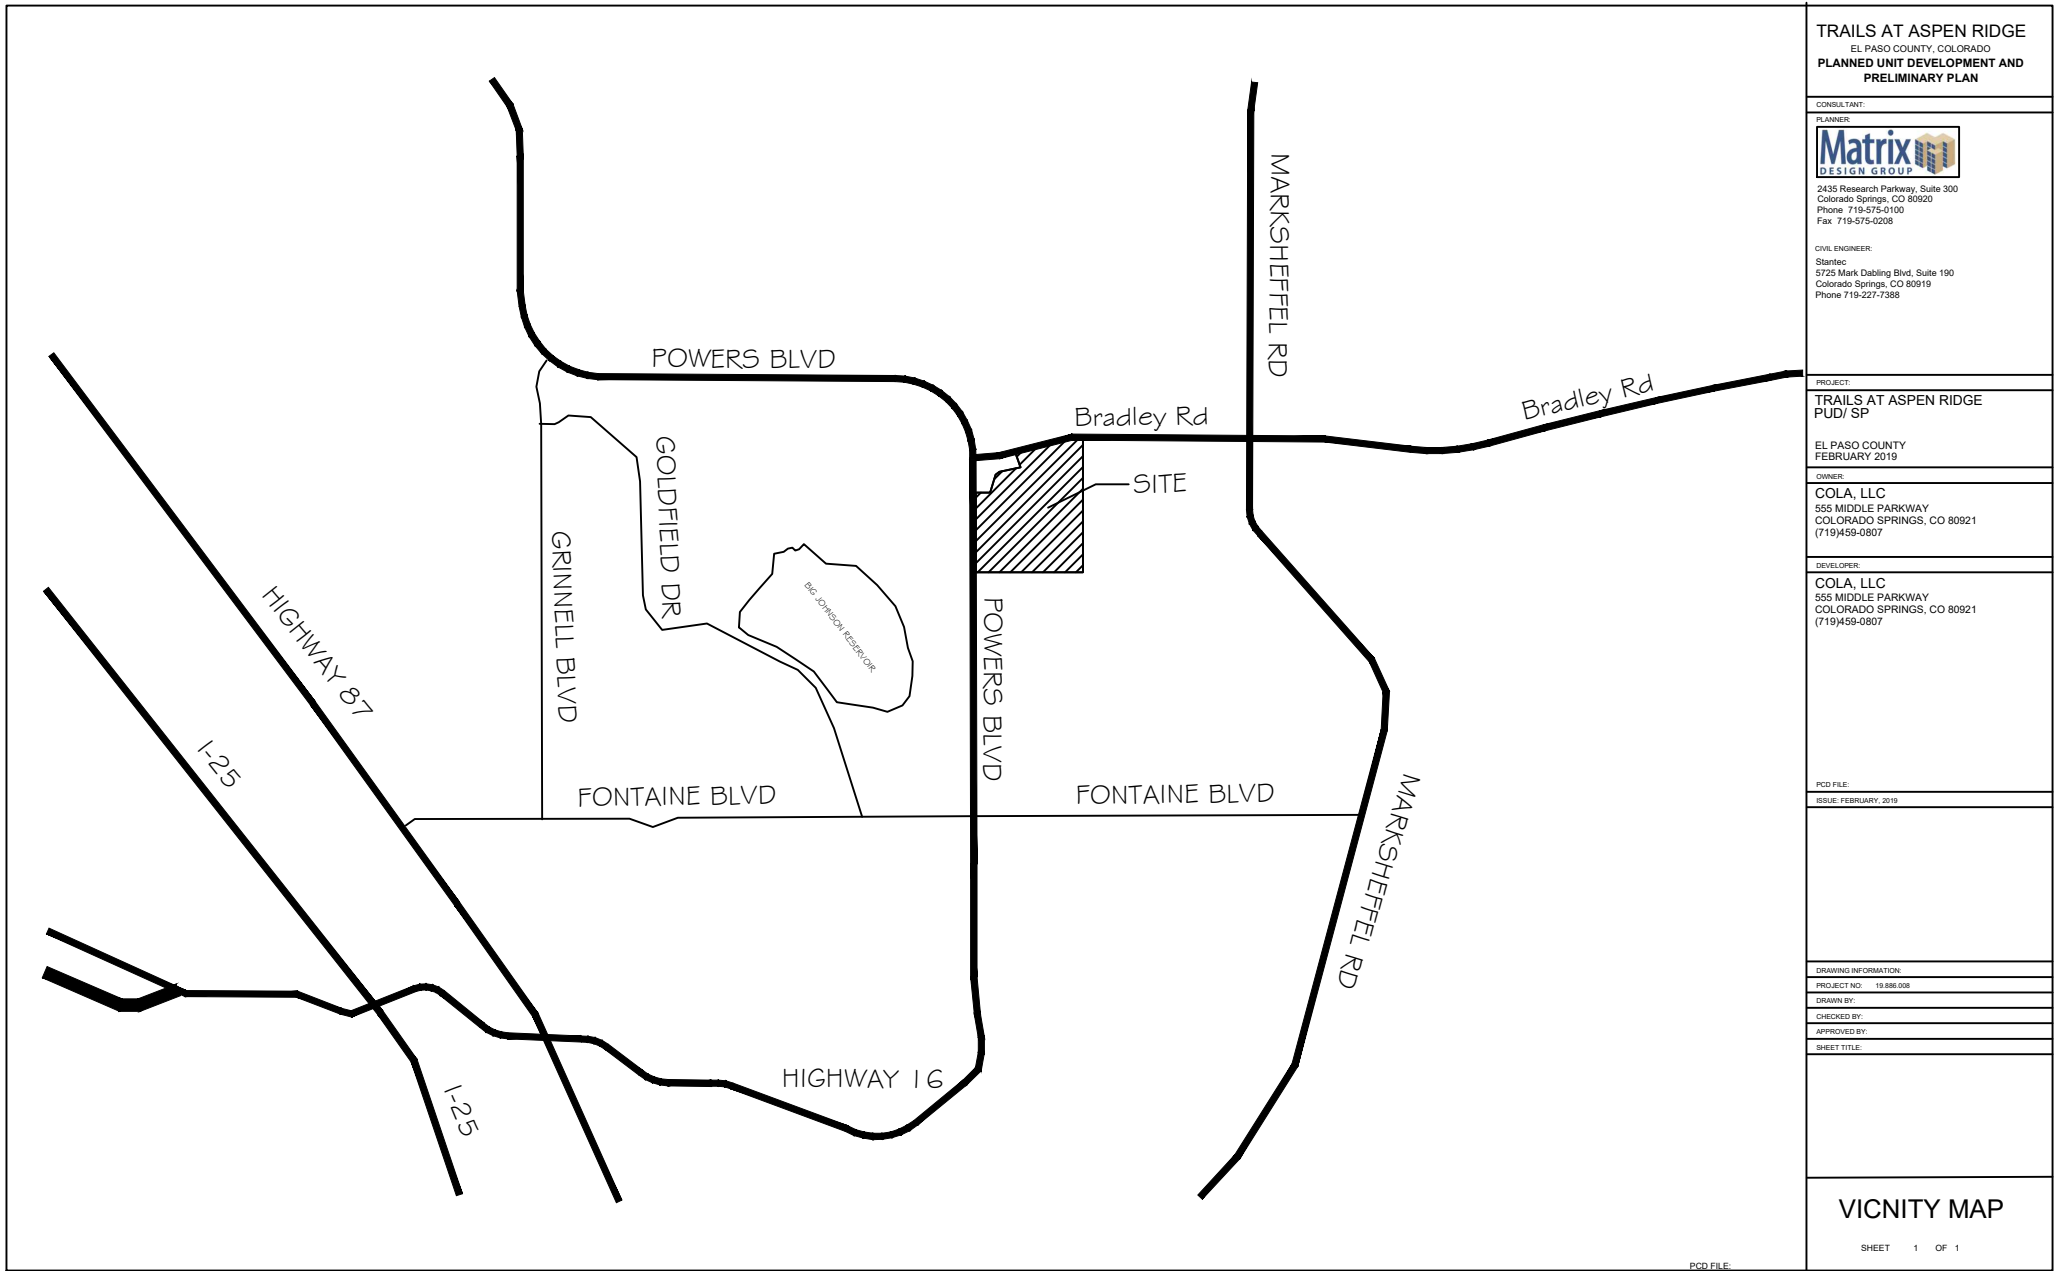 POWERS BLVD
MARKSHEFFEL RD
Bradley Rd
Bradley Rd
SITE
GOLDFIELD DR
GRINNELL BLVD
BIG JOHNSON RESERVOIR
POWERS BLVD
HIGHWAY 87
I-25
FONTAINE BLVD
FONTAINE BLVD
MARKSHEFFEL RD
HIGHWAY 16
I-25
PCD FILE:
TRAILS AT ASPEN RIDGE
EL PASO COUNTY, COLORADO
PLANNED UNIT DEVELOPMENT AND
PRELIMINARY PLAN
CONSULTANT:
PLANNER:
Matrix
DESIGN GROUP
2435 Research Parkway, Suite 300
Colorado Springs, CO 80920
Phone 719-575-0100
Fax 719-575-0208
CIVIL ENGINEER:
Stantec
5725 Mark Dabling Blvd, Suite 190
Colorado Springs, CO 80919
Phone 719-227-7388
PROJECT:
TRAILS AT ASPEN RIDGE
PUD/ SP
EL PASO COUNTY
FEBRUARY 2019
OWNER:
COLA, LLC
555 MIDDLE PARKWAY
COLORADO SPRINGS, CO 80921
(719)459-0807
DEVELOPER:
COLA, LLC
555 MIDDLE PARKWAY
COLORADO SPRINGS, CO 80921
(719)459-0807
PCD FILE:
ISSUE: FEBRUARY, 2019
DRAWING INFORMATION:
PROJECT NO: 19.886.008
DRAWN BY:
CHECKED BY:
APPROVED BY:
SHEET TITLE:
VICNITY MAP
SHEET 1 OF 1